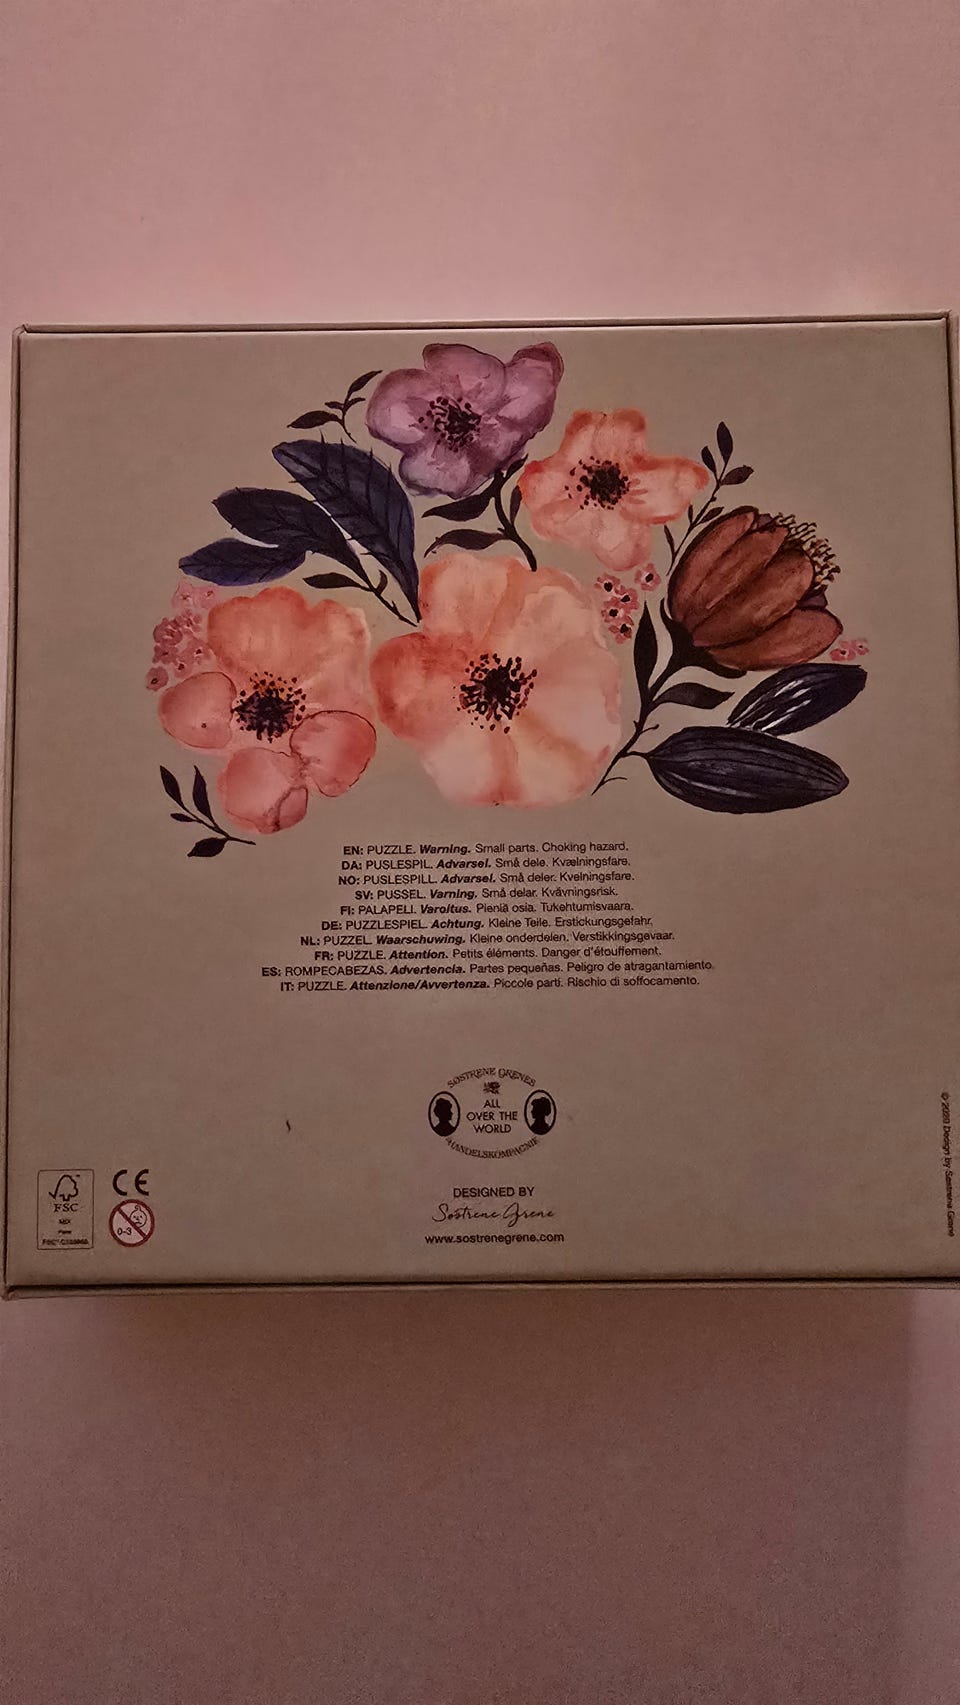 EN: PUZZLE. Warning. Small parts. Choking hazard.
DA: PUSLESPIL. Advarsel. Små dele. Kvælningsfare.
NO: PUSLESPILL. Advarsel. Små deler. Kvelningsfare.
SV: PUSSEL. Varning. Små delar. Kvävningsrisk.
FI: PALAPELI. Varoitus. Pieniä osia. Tukehtumisvaara.
DE: PUZZLESPIEL. Achtung. Kleine Teile. Erstickungsgefahr.
NL: PUZZEL. Waarschuwing. Kleine onderdelen. Verstikkingsgevaar.
FR: PUZZLE. Attention. Petits éléments. Danger d'étouffement.
ES: ROMPECABEZAS. Advertencia. Partes pequeñas. Peligro de atragantamiento.
IT: PUZZLE. Attenzione/Avvertenza. Piccole parti. Rischio di soffocamento.
SØSTRENE GRENES
ALL
OVER THE
WORLD
HANDELSKOMPAGNIE
DESIGNED BY
Søstrene Grene
www.sostrenegrene.com
FSC
MIX
CE
0-3
© 2020 Design by Søstrene Grene